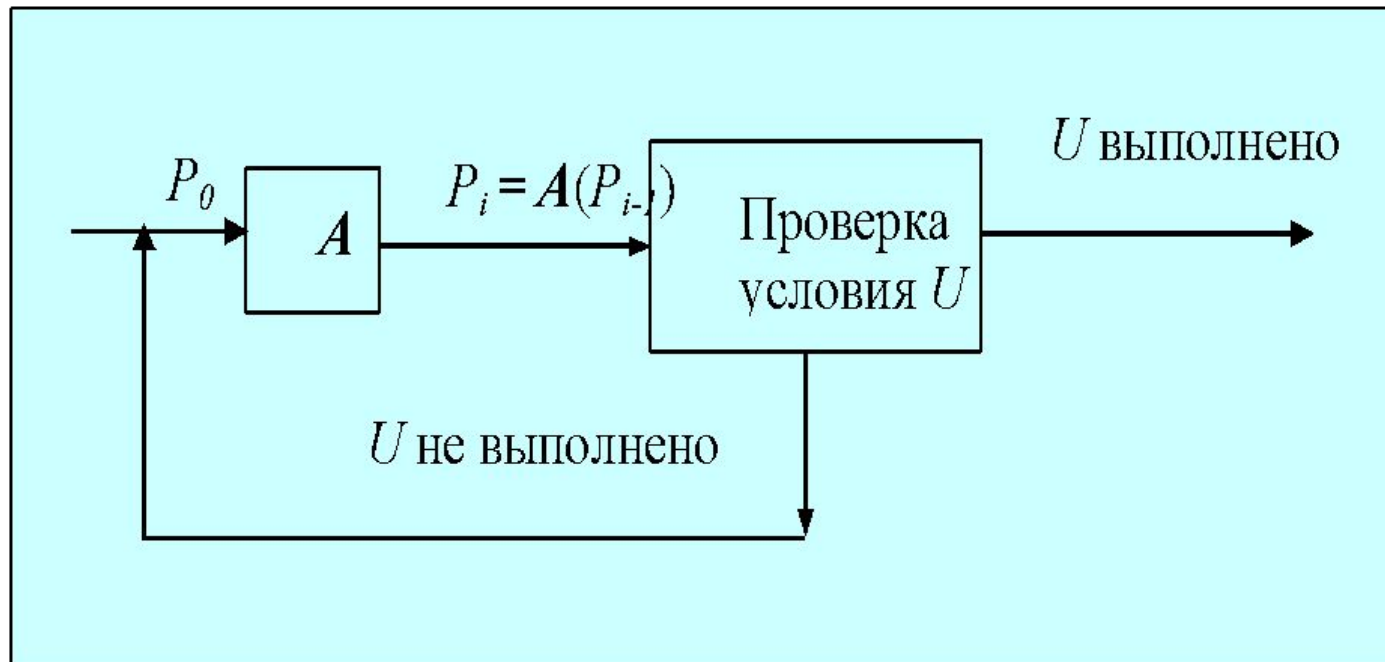 U выполнено
P₀
Pᵢ = A(Pᵢ₋₁)
A
Проверка
условия U
U не выполнено